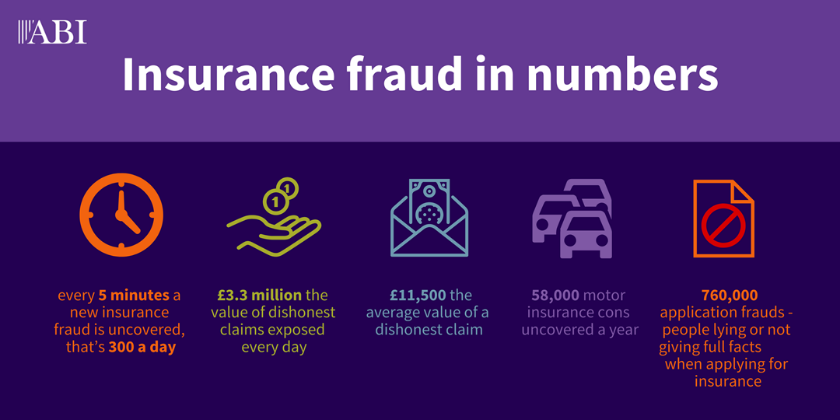 ABI
Insurance fraud in numbers
1
1
every 5 minutes a
new insurance
fraud is uncovered,
that's 300 a day
£3.3 million the
value of dishonest
claims exposed
every day
£11,500 the
average value of a
dishonest claim
58,000 motor
insurance cons
uncovered a year
760,000
application frauds -
people lying or not
giving full facts
when applying for
insurance